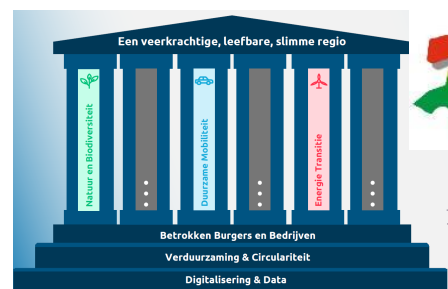 Een veerkrachtige, leefbare, slimme regio
Natuur en Biodiversiteit
Duurzame Mobiliteit
Energie Transitie
Betrokken Burgers en Bedrijven
Verduurzaming & Circulariteit
Digitalisering & Data